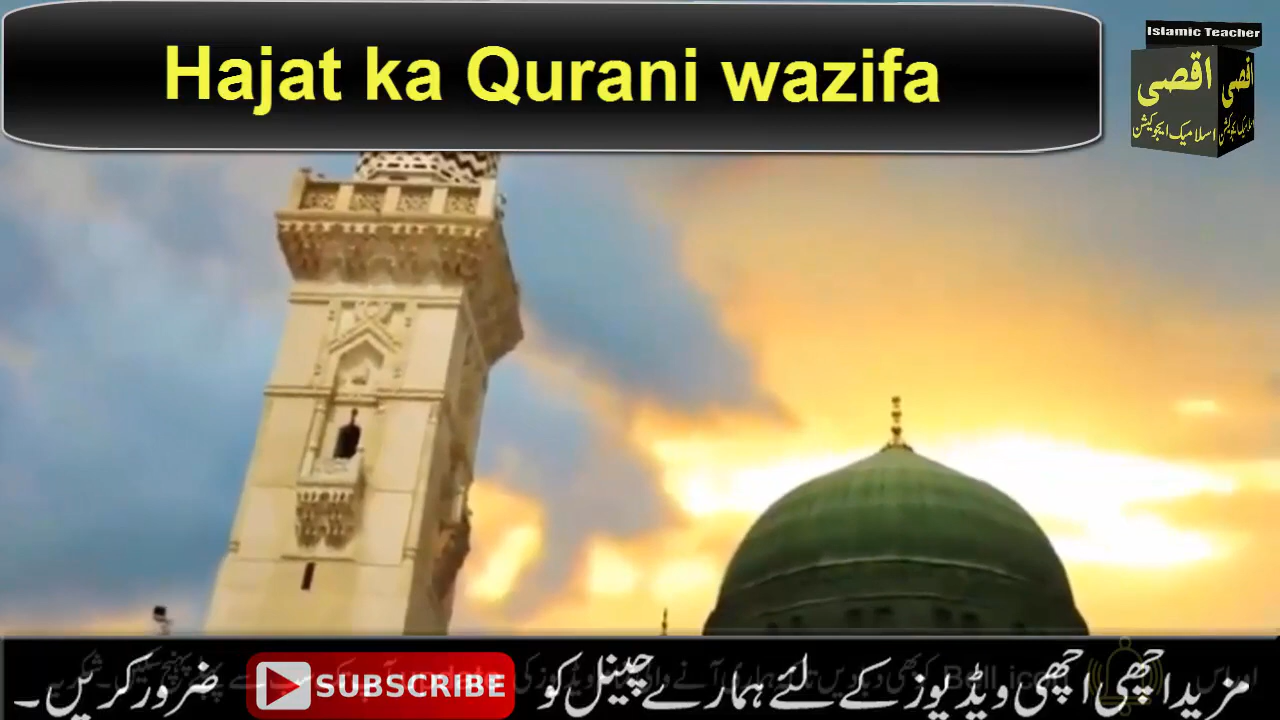 Hajat ka Qurani wazifa
Islamic Teacher
اقصی
اسلامیک ایجوکیشن
اقصی
مزید اچھی اچھی ویڈیوز کے لئے ہمارے چینل کو SUBSCRIBE ضرور کریں۔